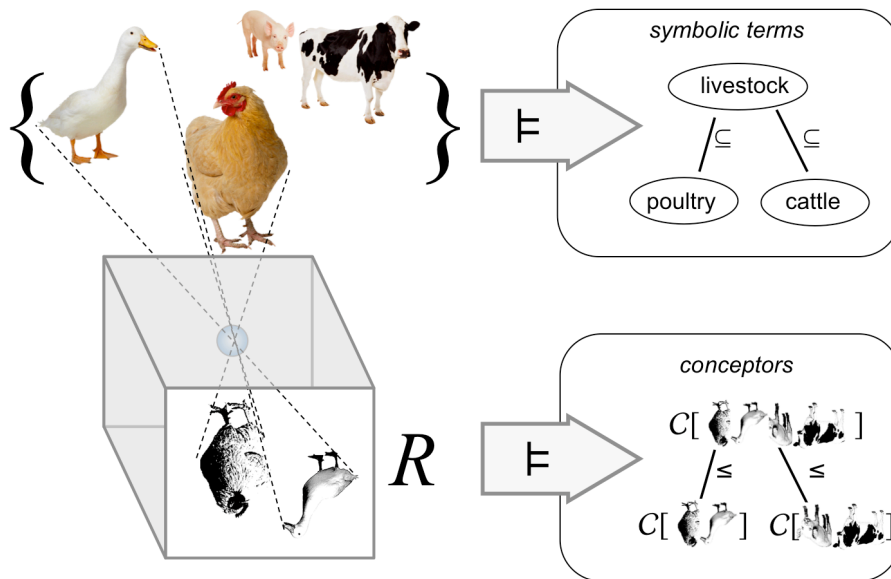 symbolic terms
{
}
⊨
livestock
⊆ ⊆
poultry cattle
conceptors
R
⊨
C[ ]
≤ ≤
C[ ] C[ ]